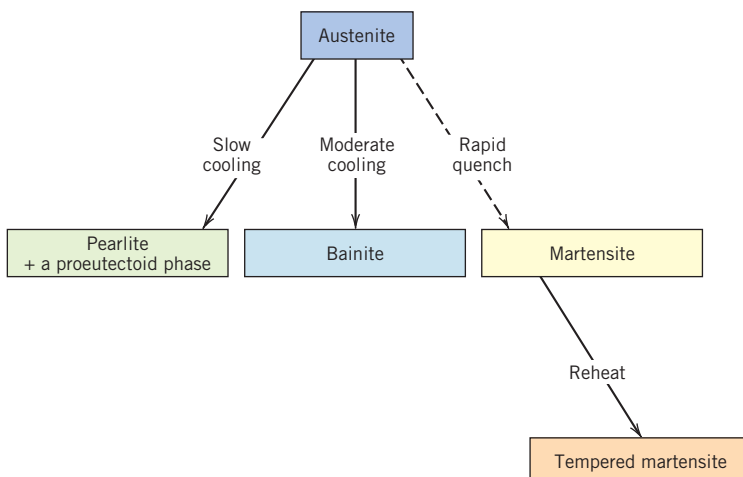 Austenite
Slow
cooling
Moderate
cooling
Rapid
quench
Pearlite
+ a proeutectoid phase
Bainite
Martensite
Reheat
Tempered martensite